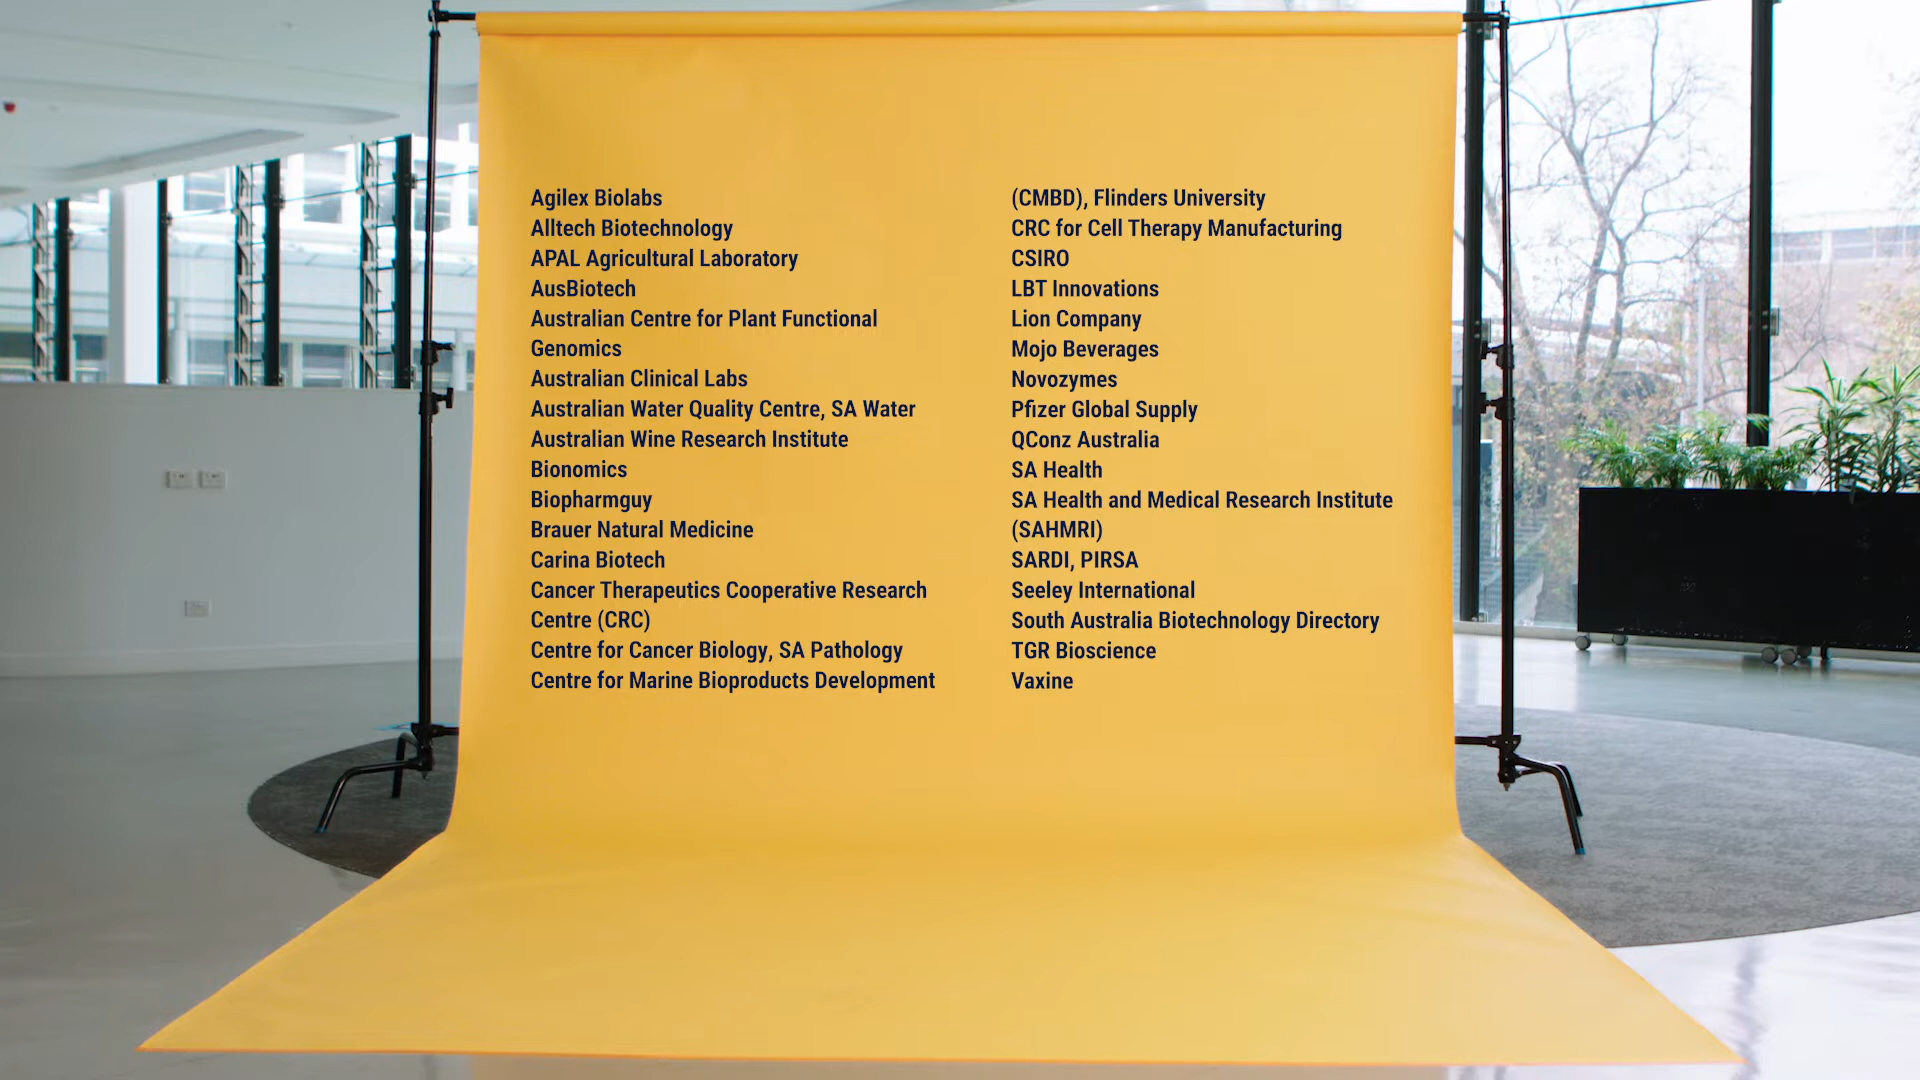 Agilex Biolabs
Alltech Biotechnology
APAL Agricultural Laboratory
AusBiotech
Australian Centre for Plant Functional
Genomics
Australian Clinical Labs
Australian Water Quality Centre, SA Water
Australian Wine Research Institute
Bionomics
Biopharmguy
Brauer Natural Medicine
Carina Biotech
Cancer Therapeutics Cooperative Research
Centre (CRC)
Centre for Cancer Biology, SA Pathology
Centre for Marine Bioproducts Development
(CMBD), Flinders University
CRC for Cell Therapy Manufacturing
CSIRO
LBT Innovations
Lion Company
Mojo Beverages
Novozymes
Pfizer Global Supply
QConz Australia
SA Health
SA Health and Medical Research Institute
(SAHMRI)
SARDI, PIRSA
Seeley International
South Australia Biotechnology Directory
TGR Bioscience
Vaxine